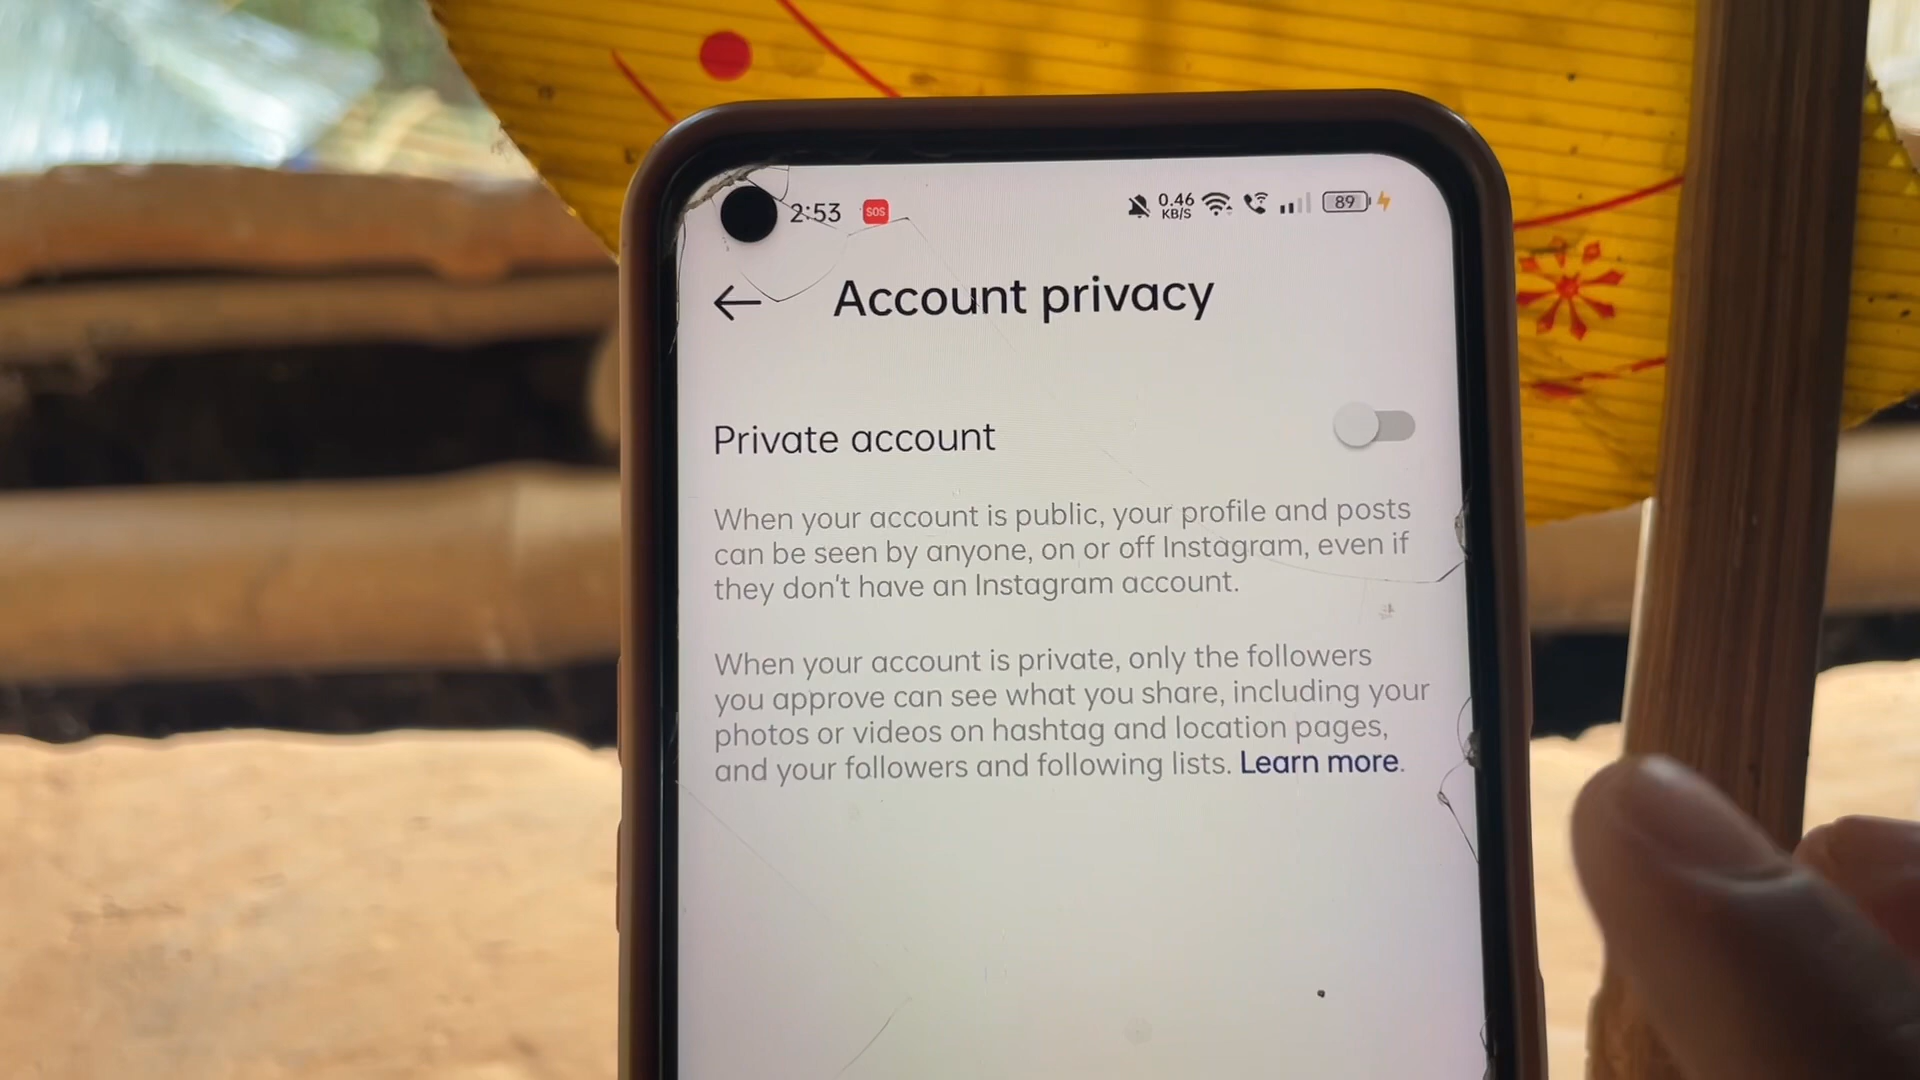 2:53 SOS 0.46 KB/S 89
Account privacy
Private account
When your account is public, your profile and posts
can be seen by anyone, on or off Instagram, even if
they don't have an Instagram account.
When your account is private, only the followers
you approve can see what you share, including your
photos or videos on hashtag and location pages,
and your followers and following lists. Learn more.